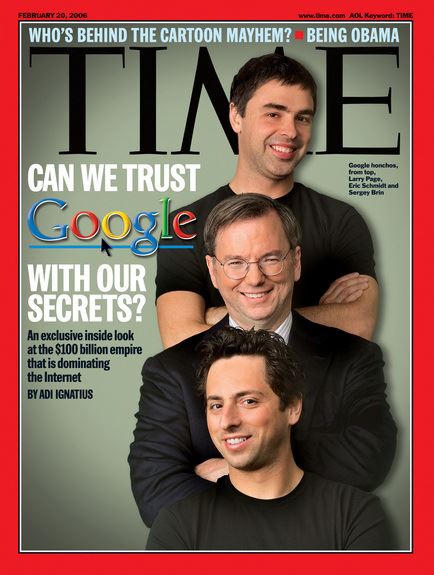 FEBRUARY 20, 2006
www.time.com AOL Keyword: TIME
WHO'S BEHIND THE CARTOON MAYHEM? ■ BEING OBAMA
TIME
Google honchos,
from top,
Larry Page,
Eric Schmidt and
Sergey Brin
CAN WE TRUST
Google
WITH OUR
SECRETS?
An exclusive inside look
at the $100 billion empire
that is dominating
the Internet
BY ADI IGNATIUS